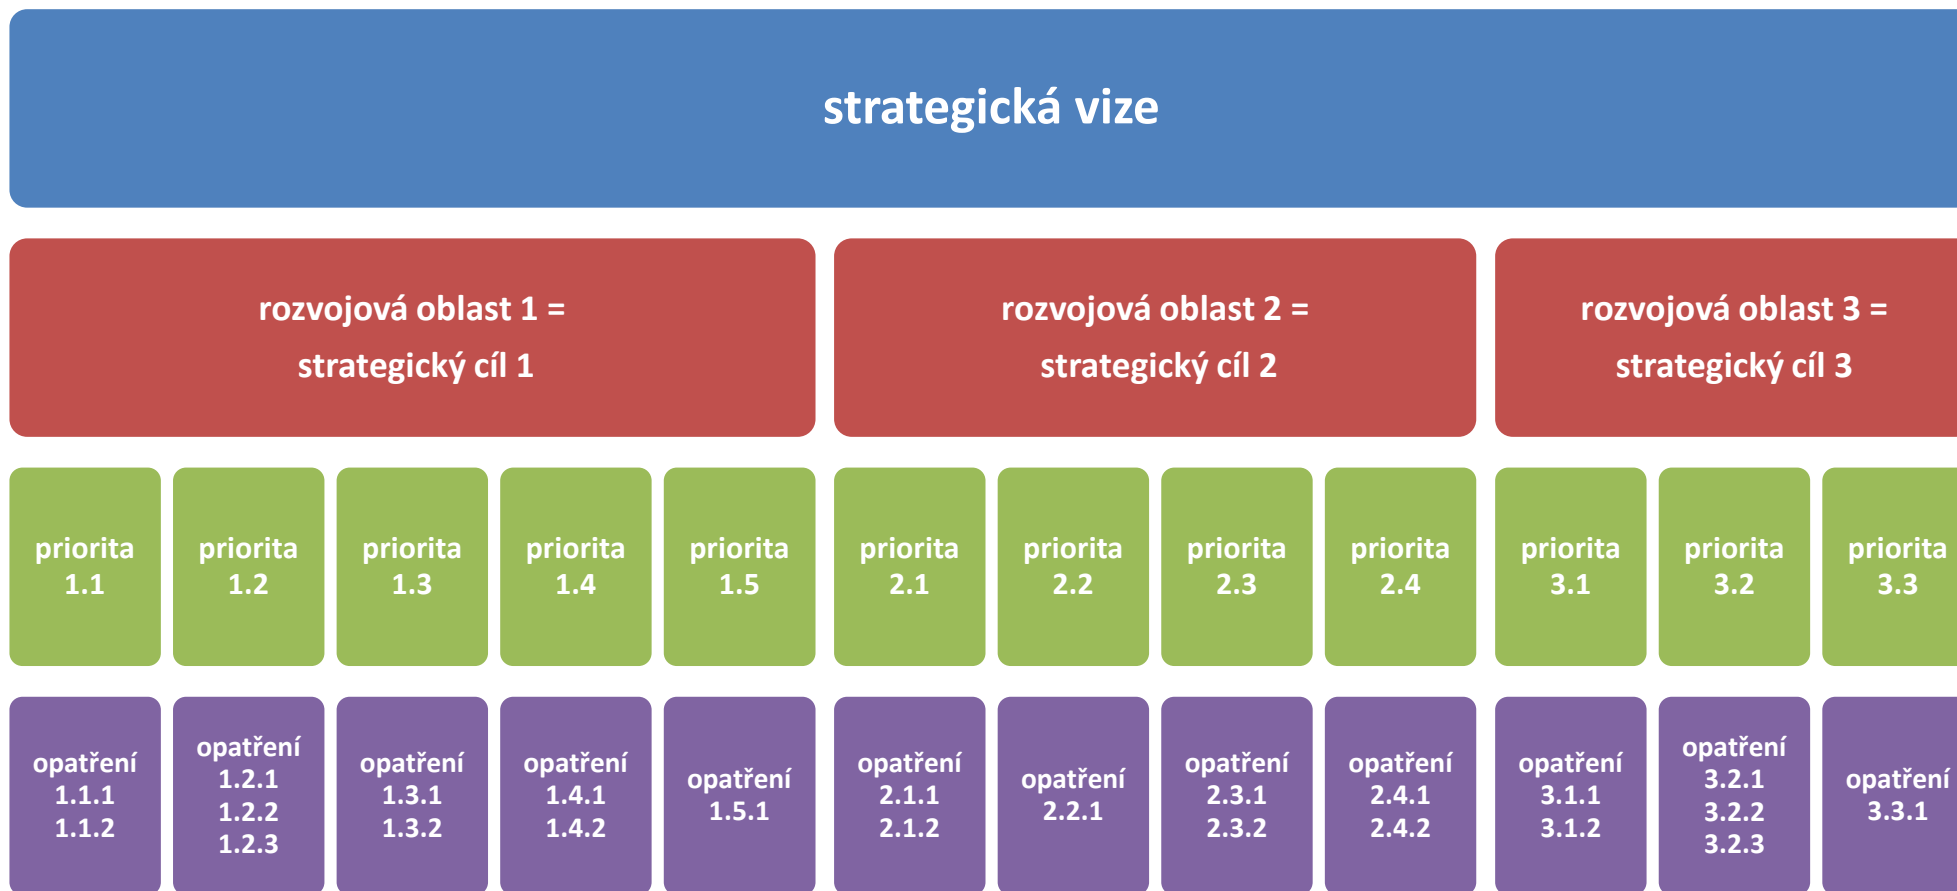 strategická vize
rozvojová oblast 1 =
strategický cíl 1
rozvojová oblast 2 =
strategický cíl 2
rozvojová oblast 3 =
strategický cíl 3
priorita
1.1
priorita
1.2
priorita
1.3
priorita
1.4
priorita
1.5
priorita
2.1
priorita
2.2
priorita
2.3
priorita
2.4
priorita
3.1
priorita
3.2
priorita
3.3
opatření
1.1.1
1.1.2
opatření
1.2.1
1.2.2
1.2.3
opatření
1.3.1
1.3.2
opatření
1.4.1
1.4.2
opatření
1.5.1
opatření
2.1.1
2.1.2
opatření
2.2.1
opatření
2.3.1
2.3.2
opatření
2.4.1
2.4.2
opatření
3.1.1
3.1.2
opatření
3.2.1
3.2.2
3.2.3
opatření
3.3.1